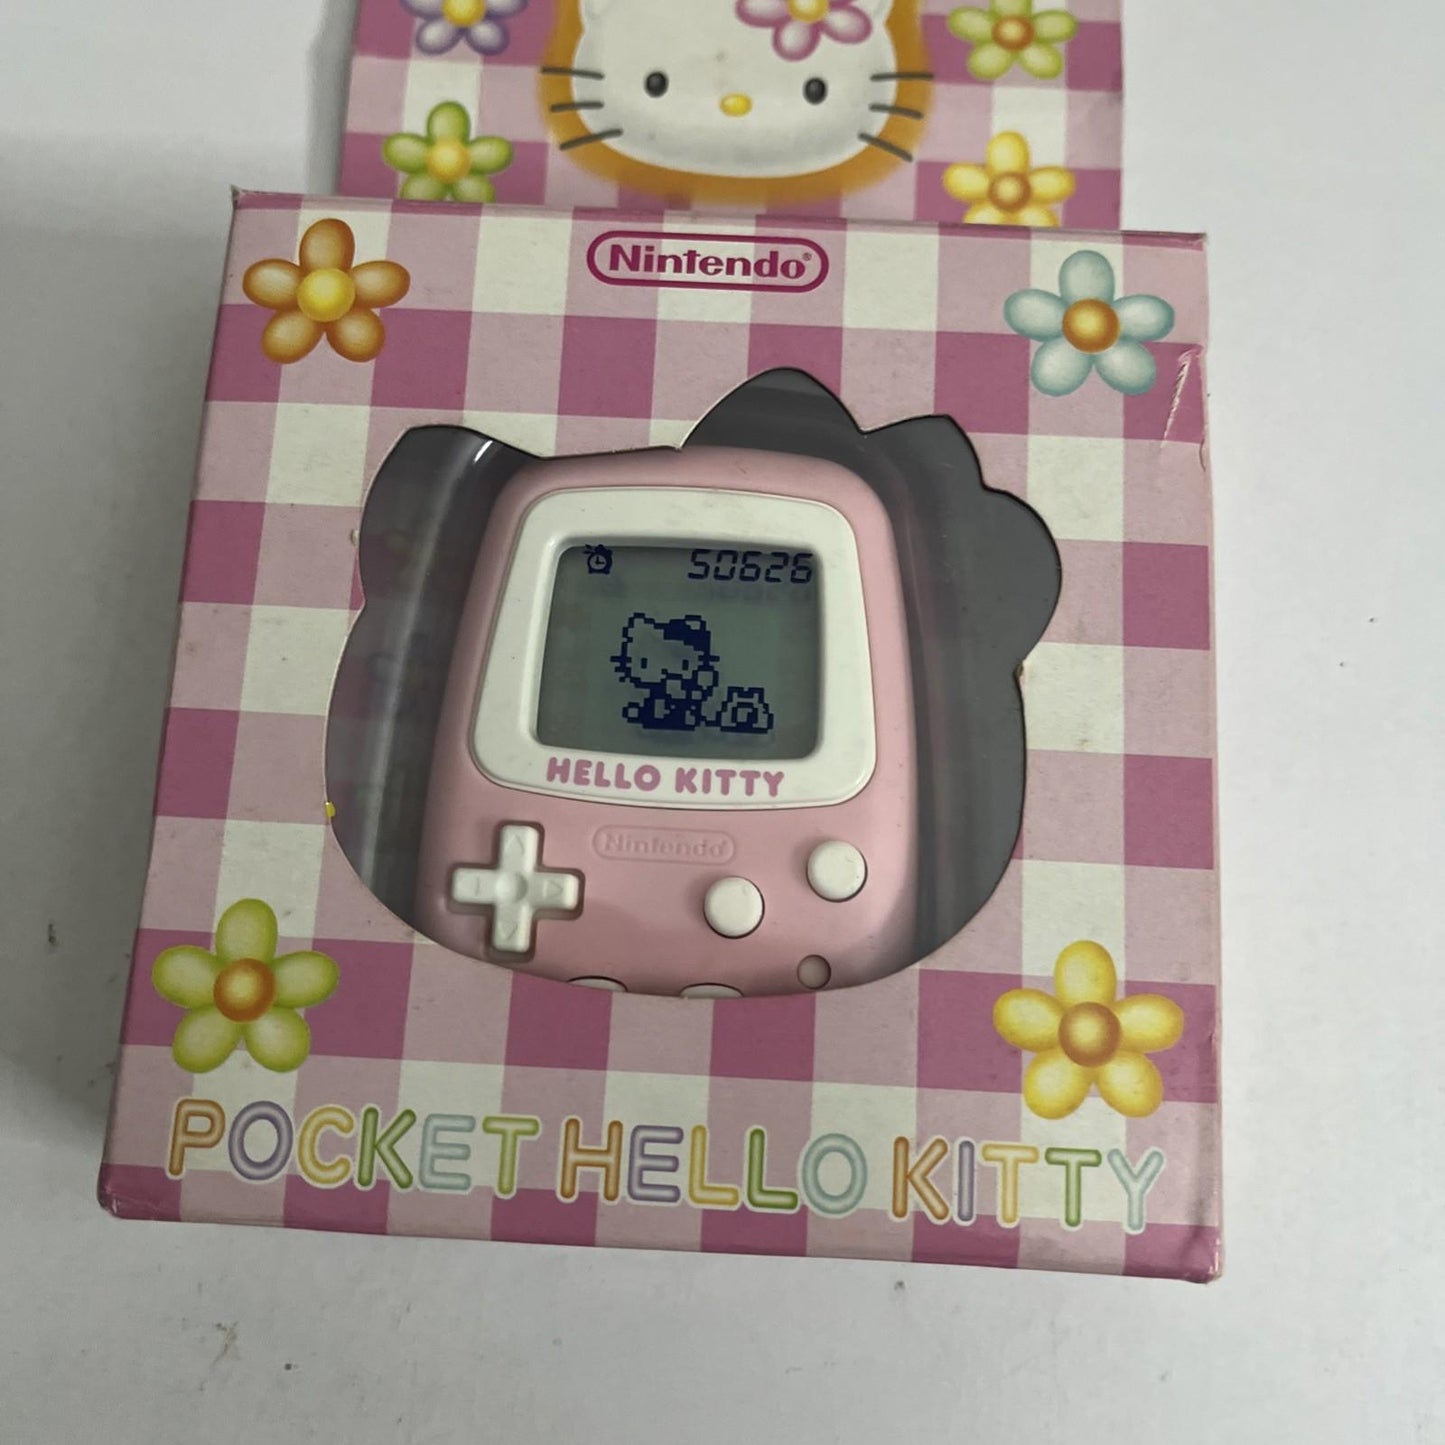 Nintendo®
50626
HELLO KITTY
Nintendo
POCKET HELLO KITTY